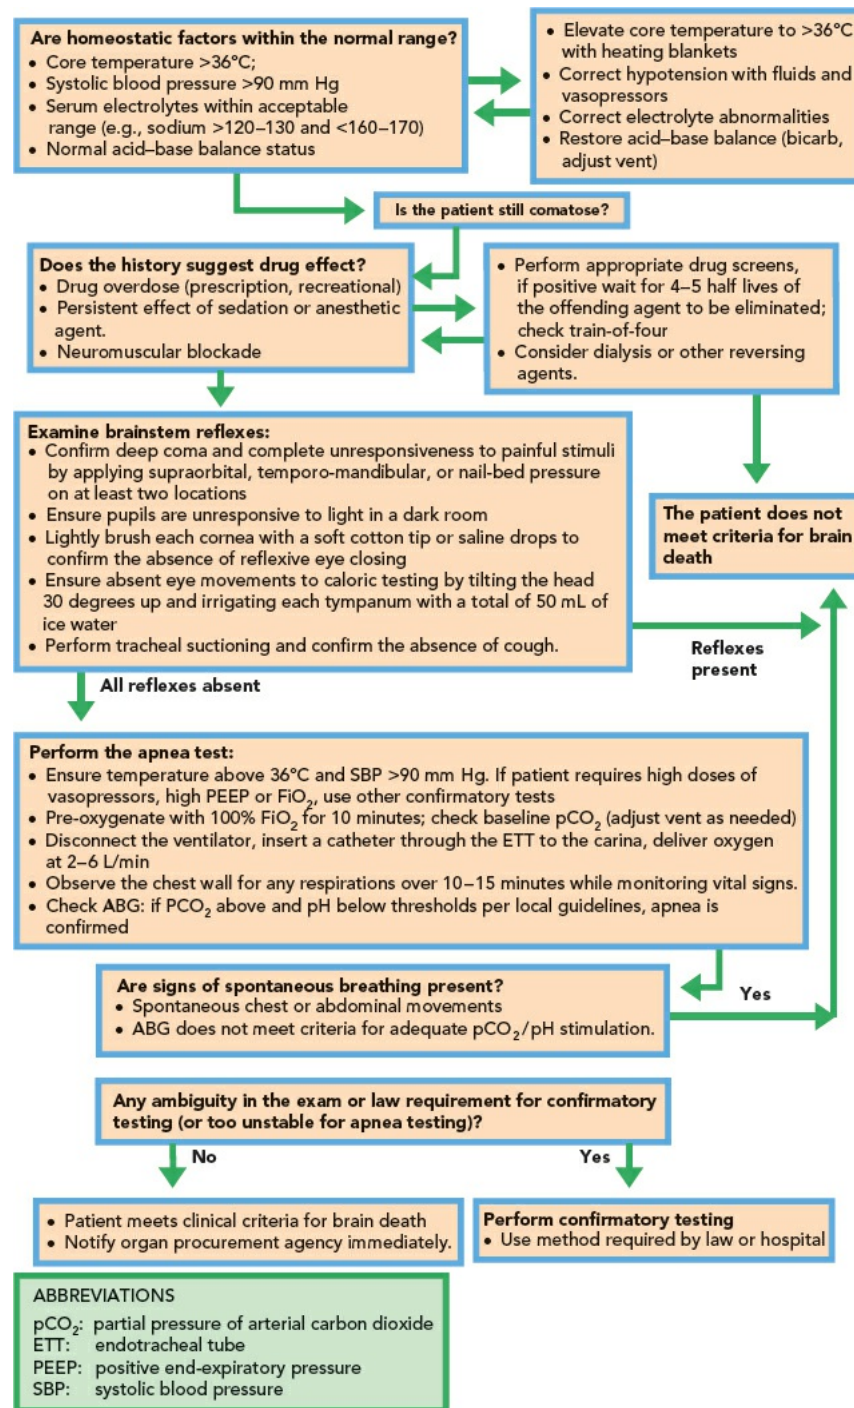 Are homeostatic factors within the normal range?
• Core temperature >36ºC;
• Systolic blood pressure >90 mm Hg
• Serum electrolytes within acceptable
range (e.g., sodium >120–130 and <160–170)
• Normal acid–base balance status
• Elevate core temperature to >36ºC
with heating blankets
• Correct hypotension with fluids and
vasopressors
• Correct electrolyte abnormalities
• Restore acid–base balance (bicarb,
adjust vent)
Is the patient still comatose?
Does the history suggest drug effect?
• Drug overdose (prescription, recreational)
• Persistent effect of sedation or anesthetic
agent.
• Neuromuscular blockade
• Perform appropriate drug screens,
if positive wait for 4–5 half lives of
the offending agent to be eliminated;
check train-of-four
• Consider dialysis or other reversing
agents.
Examine brainstem reflexes:
• Confirm deep coma and complete unresponsiveness to painful stimuli
by applying supraorbital, temporo-mandibular, or nail-bed pressure
on at least two locations
• Ensure pupils are unresponsive to light in a dark room
• Lightly brush each cornea with a soft cotton tip or saline drops to
confirm the absence of reflexive eye closing
• Ensure absent eye movements to caloric testing by tilting the head
30 degrees up and irrigating each tympanum with a total of 50 mL of
ice water
• Perform tracheal suctioning and confirm the absence of cough.
The patient does not
meet criteria for brain
death
Reflexes
present
All reflexes absent
Perform the apnea test:
• Ensure temperature above 36ºC and SBP >90 mm Hg. If patient requires high doses of
vasopressors, high PEEP or FiO₂, use other confirmatory tests
• Pre-oxygenate with 100% FiO₂ for 10 minutes; check baseline pCO₂ (adjust vent as needed)
• Disconnect the ventilator, insert a catheter through the ETT to the carina, deliver oxygen
at 2–6 L/min
• Observe the chest wall for any respirations over 10–15 minutes while monitoring vital signs.
• Check ABG: if PCO₂ above and pH below thresholds per local guidelines, apnea is
confirmed
Are signs of spontaneous breathing present?
• Spontaneous chest or abdominal movements
• ABG does not meet criteria for adequate pCO₂/pH stimulation.
Yes
Any ambiguity in the exam or law requirement for confirmatory
testing (or too unstable for apnea testing)?
No
Yes
• Patient meets clinical criteria for brain death
• Notify organ procurement agency immediately.
Perform confirmatory testing
• Use method required by law or hospital
ABBREVIATIONS
pCO₂: partial pressure of arterial carbon dioxide
ETT: endotracheal tube
PEEP: positive end-expiratory pressure
SBP: systolic blood pressure